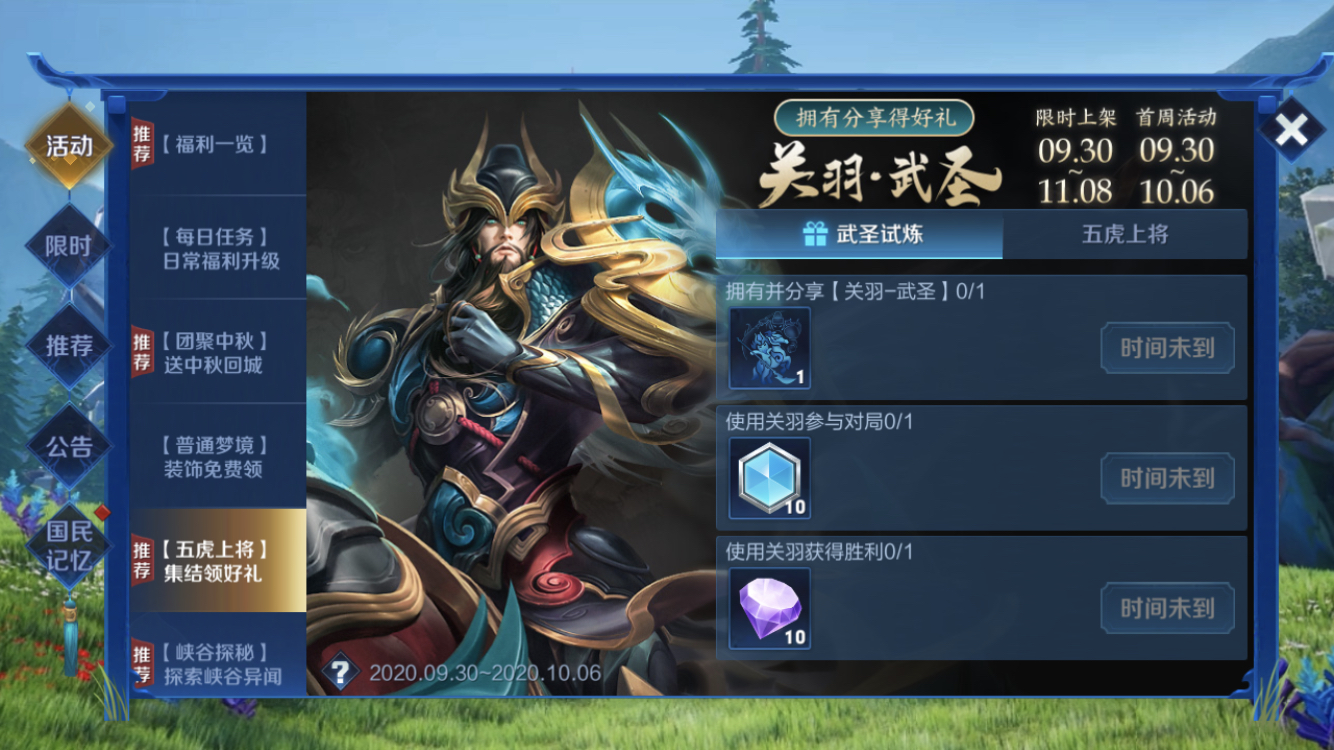 活动
限时
推荐
公告
国民
记忆
推荐
【福利一览】
【每日任务】
日常福利升级
推荐
【团聚中秋】
送中秋回城
【普通梦境】
装饰免费领
推荐
【五虎上将】
集结领好礼
推荐
【峡谷探秘】
探索峡谷异闻
拥有分享得好礼
关羽·武圣
限时上架 首周活动
09.30 09.30
~ ~
11.08 10.06
武圣试炼 五虎上将
拥有并分享【关羽-武圣】0/1
1
时间未到
使用关羽参与对局0/1
10
时间未到
使用关羽获得胜利0/1
10
时间未到
? 2020.09.30~2020.10.06